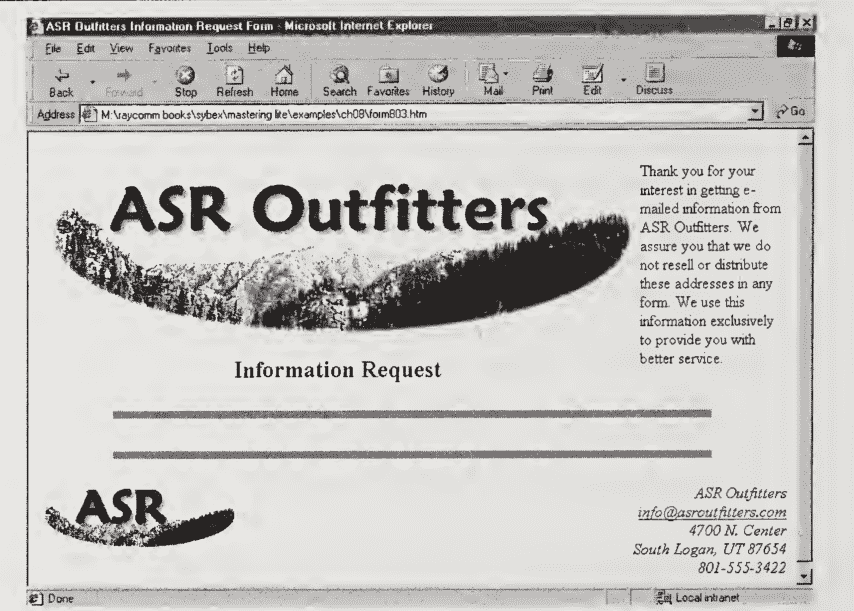 ASR Outfitters Information Request Form - Microsoft Internet Explorer
File Edit View Favorites Tools Help
Back Forward Stop Refresh Home Search Favorites History Mail Print Edit Discuss
Address M:\raycomm books\sybex\mastering lite\examples\ch08\form803.htm Go
ASR Outfitters
Thank you for your
interest in getting e-
mailed information from
ASR Outfitters. We
assure you that we do
not resell or distribute
these addresses in any
form. We use this
information exclusively
to provide you with
better service.
Information Request
ASR
ASR Outfitters
info@asroutfitters.com
4700 N. Center
South Logan, UT 87654
801-555-3422
Done Local intranet